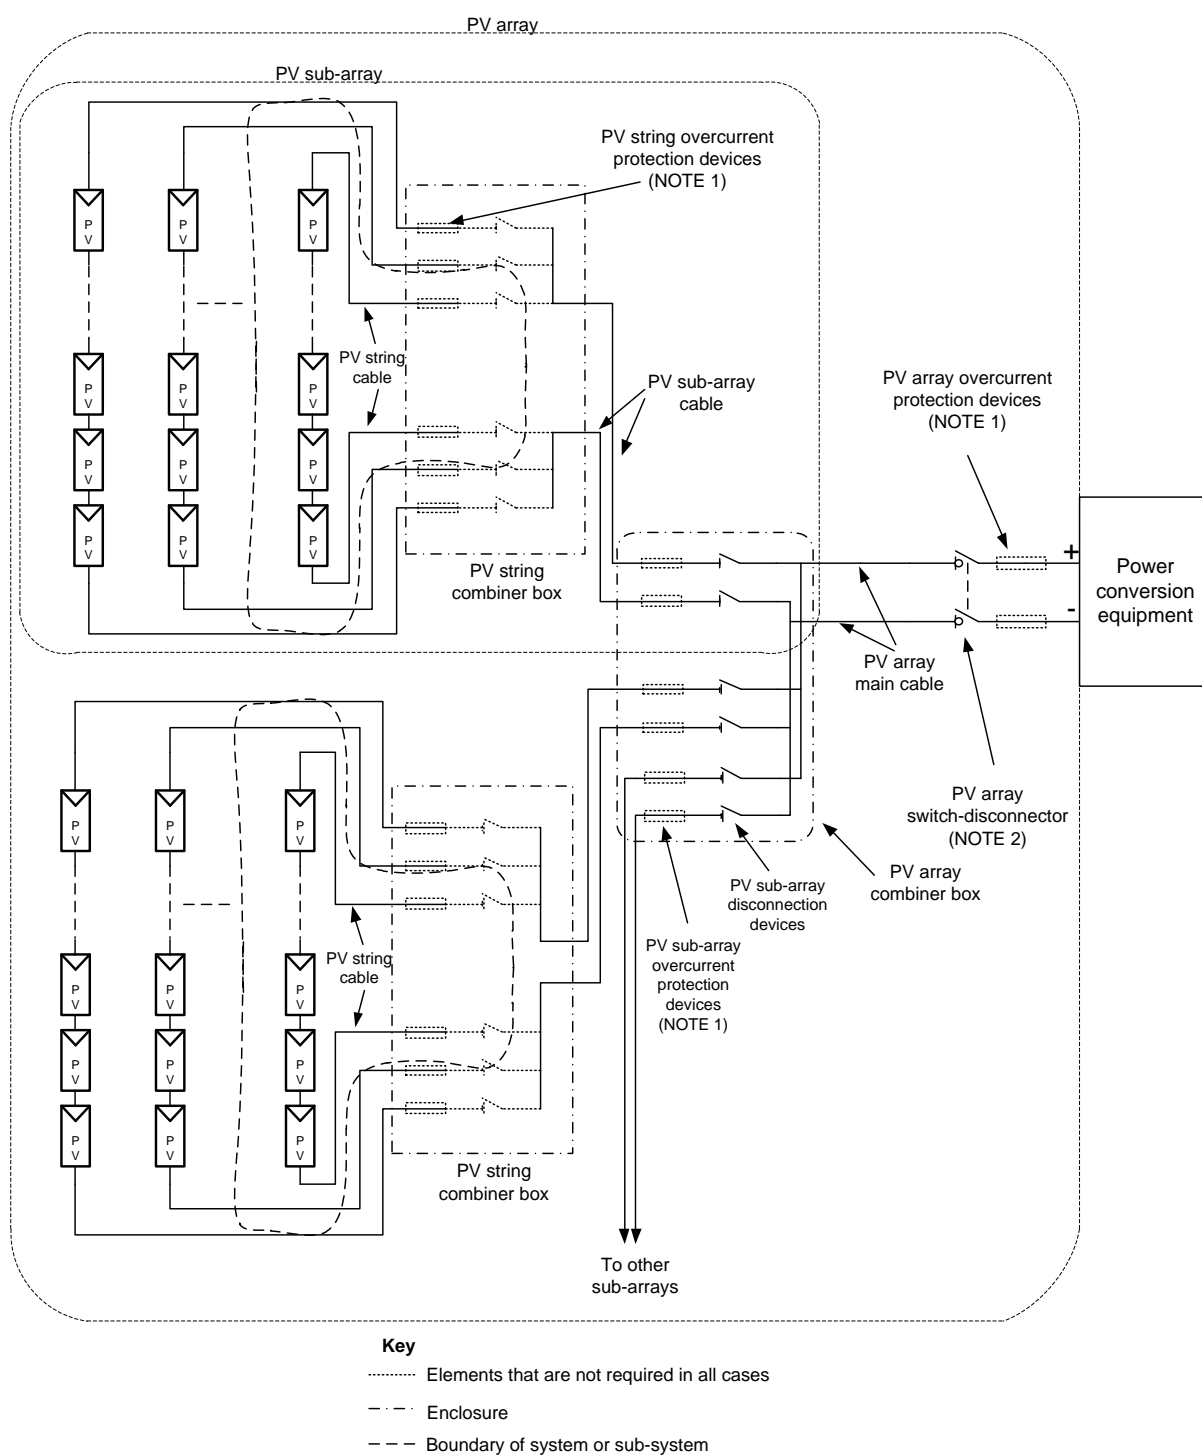 PV array
PV sub-array
PV string overcurrent
protection devices
(NOTE 1)
P
V
P
V
P
V
PV string
cable
P
V
P
V
P
V
PV sub-array
cable
PV array overcurrent
protection devices
(NOTE 1)
P
V
P
V
P
V
P
V
P
V
P
V
PV string
combiner box
+
-
Power
conversion
equipment
PV array
main cable
P
V
P
V
P
V
PV array
switch-disconnector
(NOTE 2)
PV array
combiner box
PV sub-array
disconnection
devices
PV sub-array
overcurrent
protection
devices
(NOTE 1)
PV string
cable
P
V
P
V
P
V
P
V
P
V
P
V
P
V
P
V
P
V
PV string
combiner box
To other
sub-arrays
Key
Elements that are not required in all cases
Enclosure
Boundary of system or sub-system